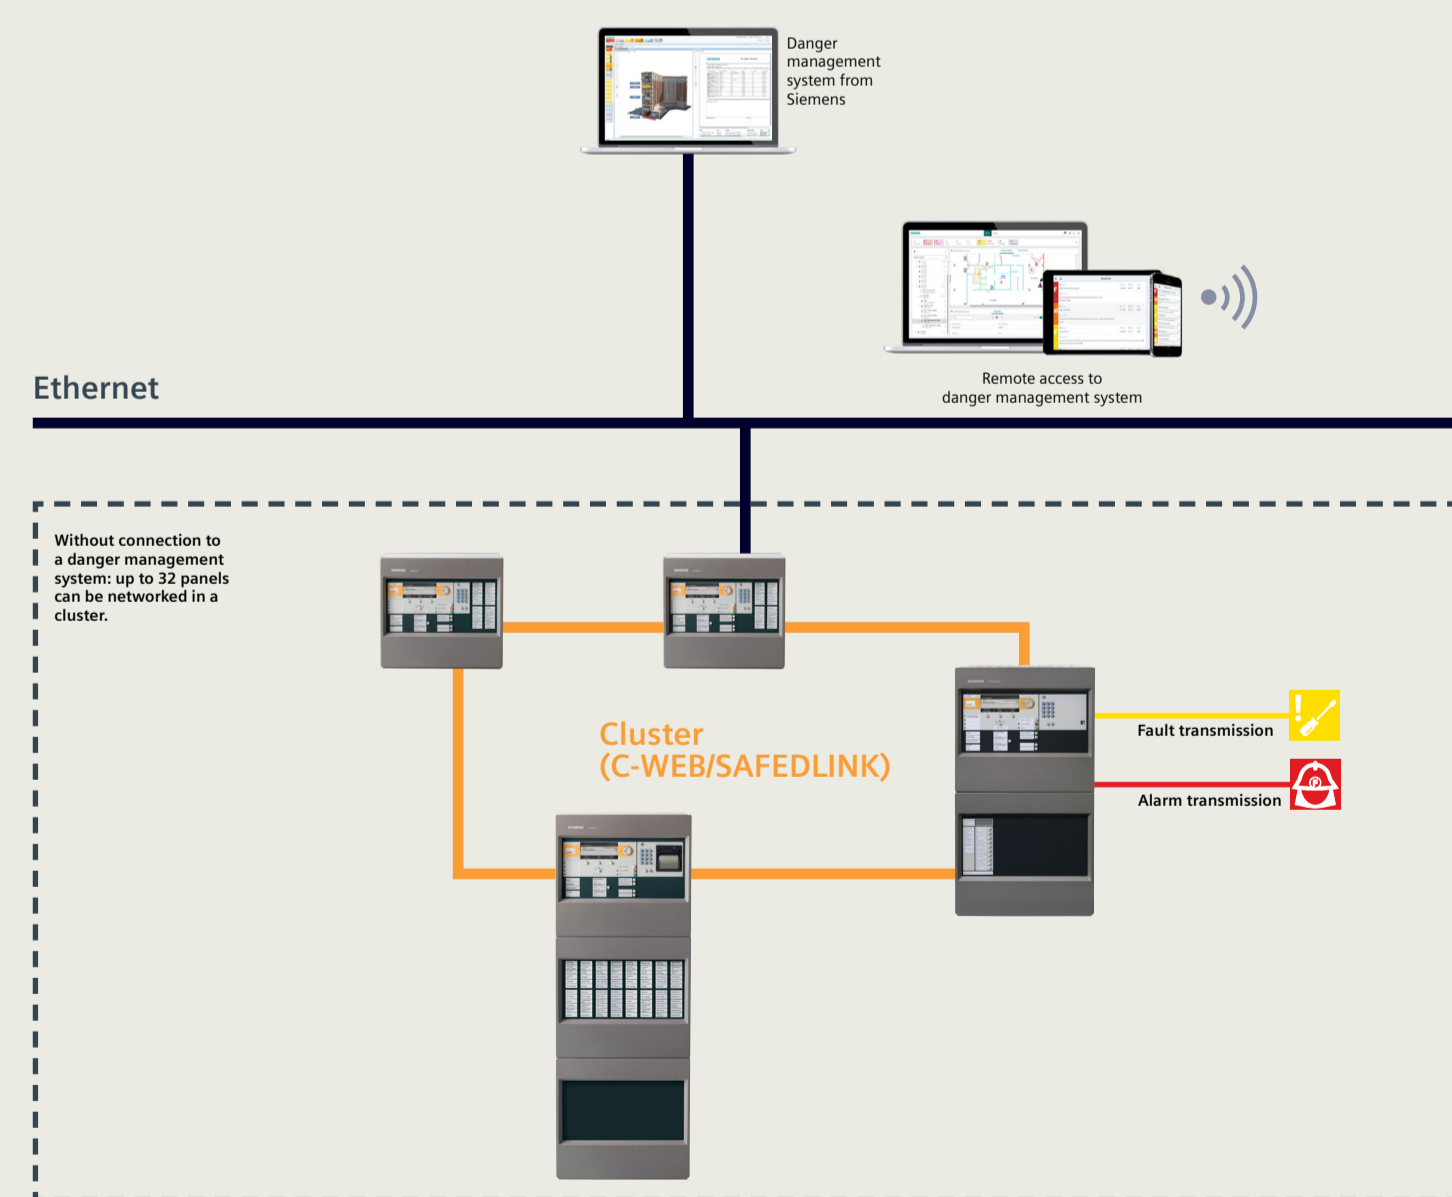 Danger
management
system from
Siemens
Remote access to
danger management system
Ethernet
Without connection to
a danger management
system: up to 32 panels
can be networked in a
cluster.
Cluster
(C-WEB/SAFEDLINK)
Fault transmission
Alarm transmission